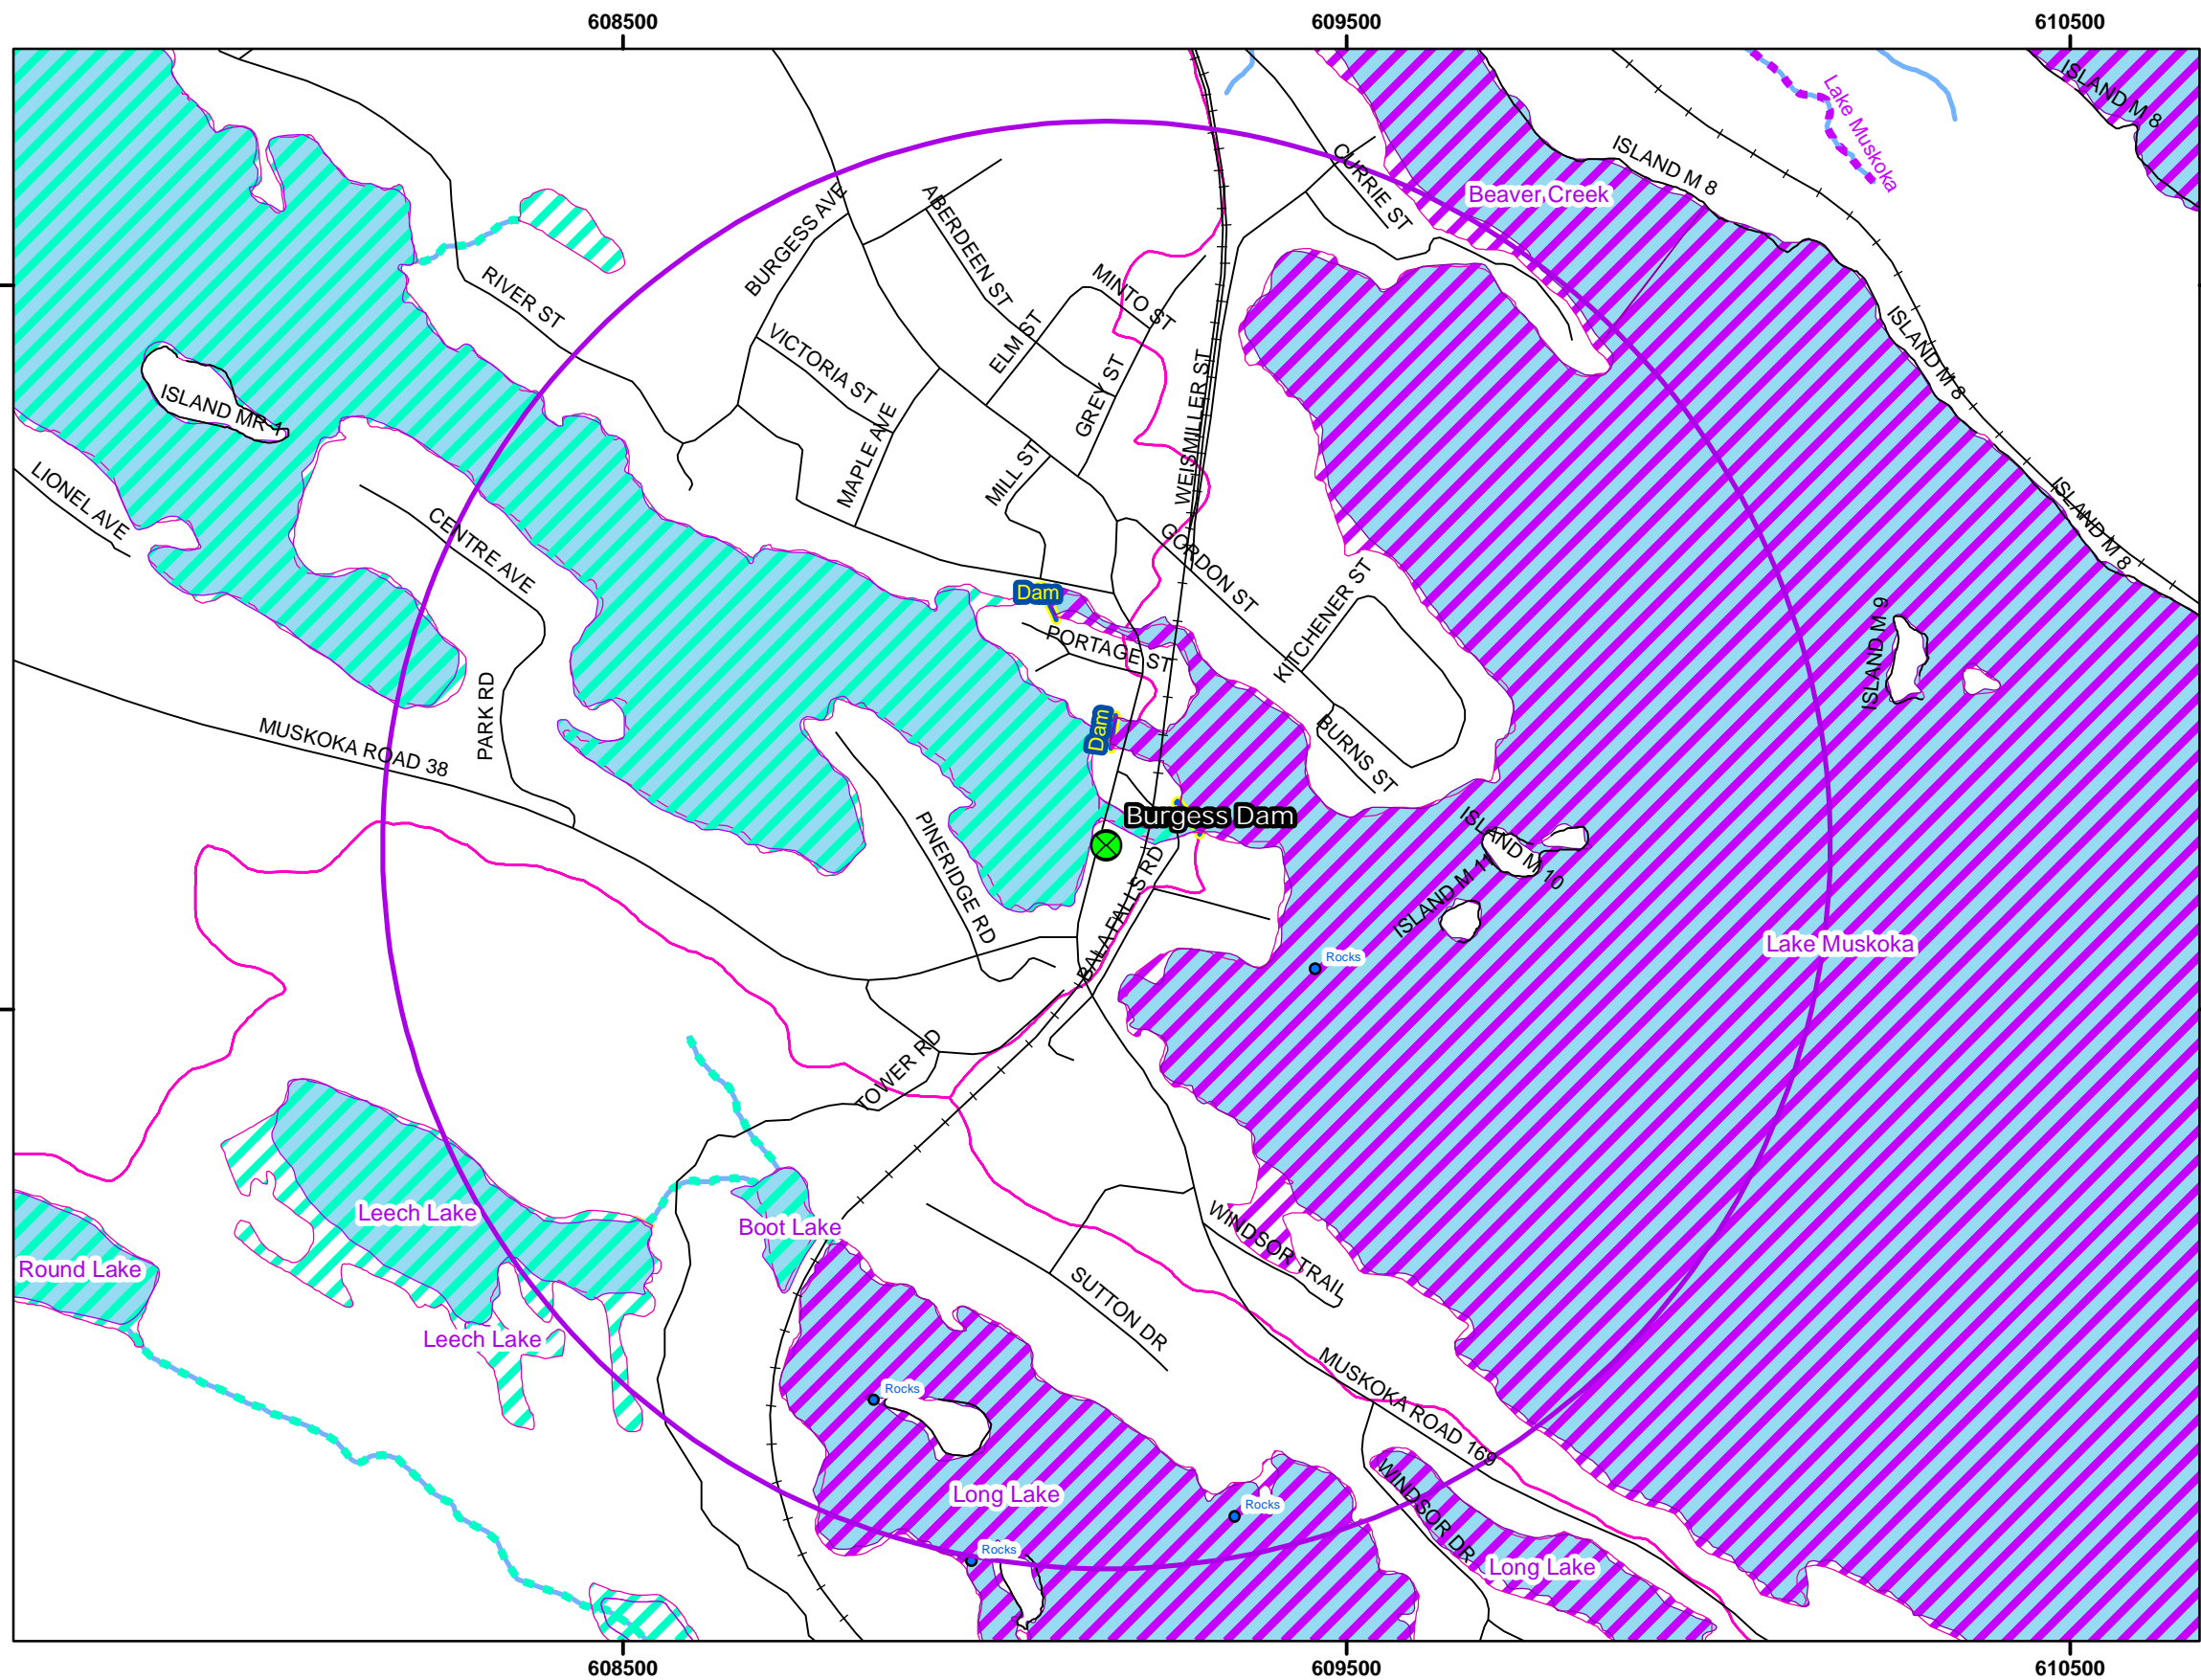 608500
609500
610500
ISLAND M 8
Lake Muskoka
ISLAND M 8
CURRIE ST
Beaver Creek
BURGESS AVE
ABERDEEN ST
RIVER ST
MINTO ST
ELM ST
VICTORIA ST
GREY ST
WEISMILLER ST
ISLAND M 8
ISLAND MR 1
MAPLE AVE
MILL ST
LIONEL AVE
CENTRE AVE
GORDON ST
ISLAND M 8
KITCHENER ST
Dam
PORTAGE ST
ISLAND M 9
PARK RD
MUSKOKA ROAD 38
Dam
BURNS ST
Burgess Dam
PINERIDGE RD
BALA FALLS RD
ISLAND M 10
ISLAND M 11
Lake Muskoka
Rocks
TOWER RD
Leech Lake
Boot Lake
WINDSOR TRAIL
Round Lake
SUTTON DR
Leech Lake
MUSKOKA ROAD 169
Rocks
Long Lake
Rocks
WINDSOR DR
Rocks
Long Lake
608500
609500
610500